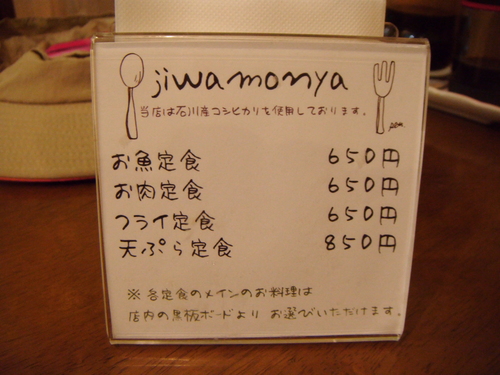 jiwamonya
当店は石川産コシヒカリを使用しております。
お魚定食 650円
お肉定食 650円
フライ定食 650円
天ぷら定食 850円
※ 各定食のメインのお料理は
店内の黒板ボードより お選びいただけます。